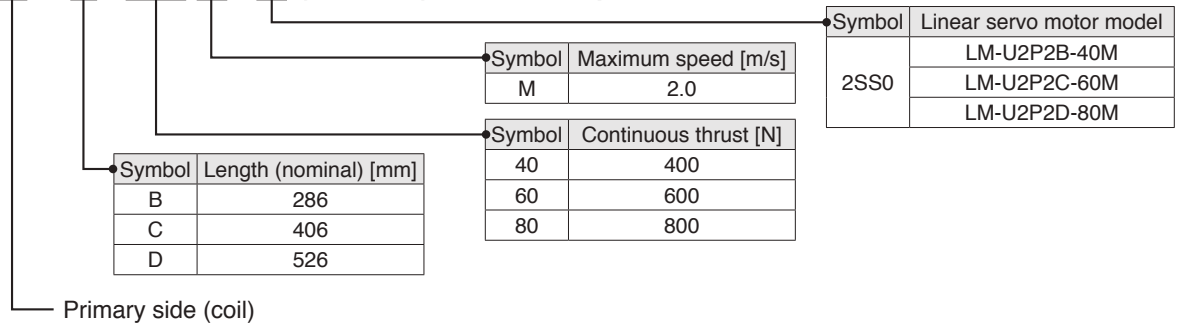 Symbol Linear servo motor model
2SS0
LM-U2P2B-40M
LM-U2P2C-60M
LM-U2P2D-80M
Symbol Maximum speed [m/s]
M 2.0
Symbol Continuous thrust [N]
40 400
60 600
80 800
Symbol Length (nominal) [mm]
B 286
C 406
D 526
Primary side (coil)